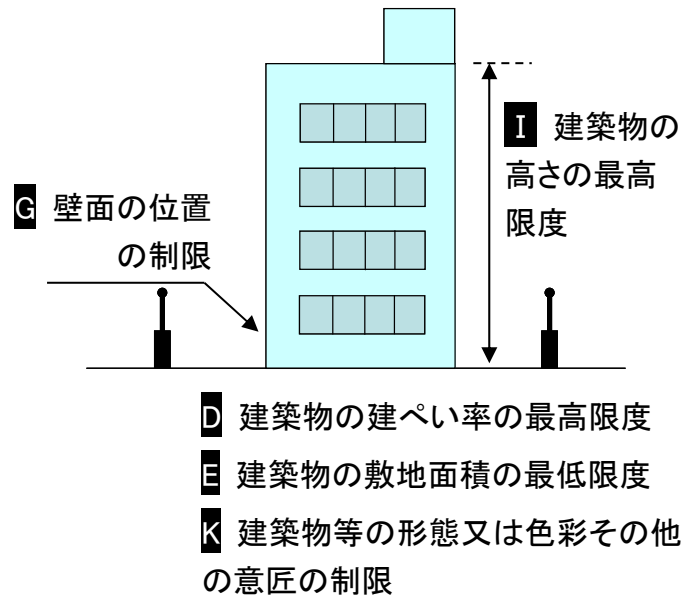 I 建築物の
高さの最高
限度
G 壁面の位置
の制限
D 建築物の建ぺい率の最高限度
E 建築物の敷地面積の最低限度
K 建築物等の形態又は色彩その他
の意匠の制限